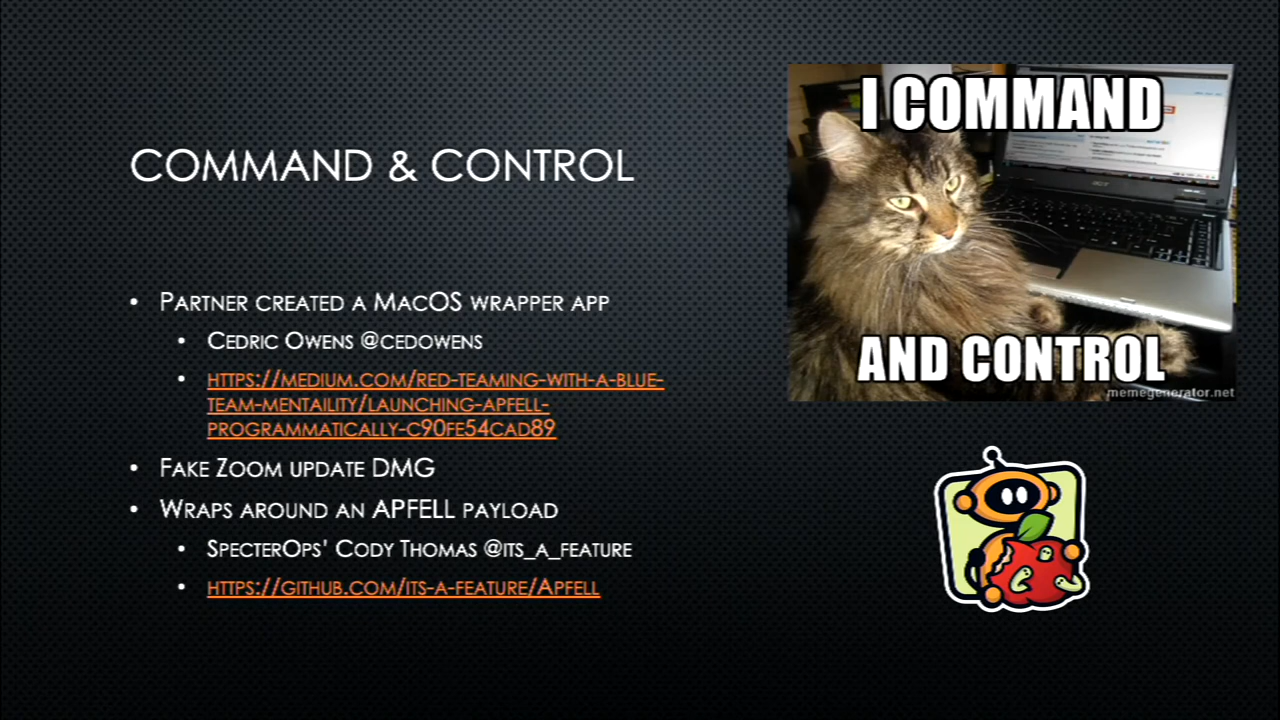 COMMAND & CONTROL
• PARTNER CREATED A MACOS WRAPPER APP
• CEDRIC OWENS @CEDOWENS
• HTTPS://MEDIUM.COM/RED-TEAMING-WITH-A-BLUE-
TEAM-MENTAILITY/LAUNCHING-APFELL-
PROGRAMMATICALLY-C90FE54CAD89
• FAKE ZOOM UPDATE DMG
• WRAPS AROUND AN APFELL PAYLOAD
• SPECTEROPS' CODY THOMAS @ITS_A_FEATURE
• HTTPS://GITHUB.COM/ITS-A-FEATURE/APFELL
I COMMAND
acer
AND CONTROL
memegenerator.net